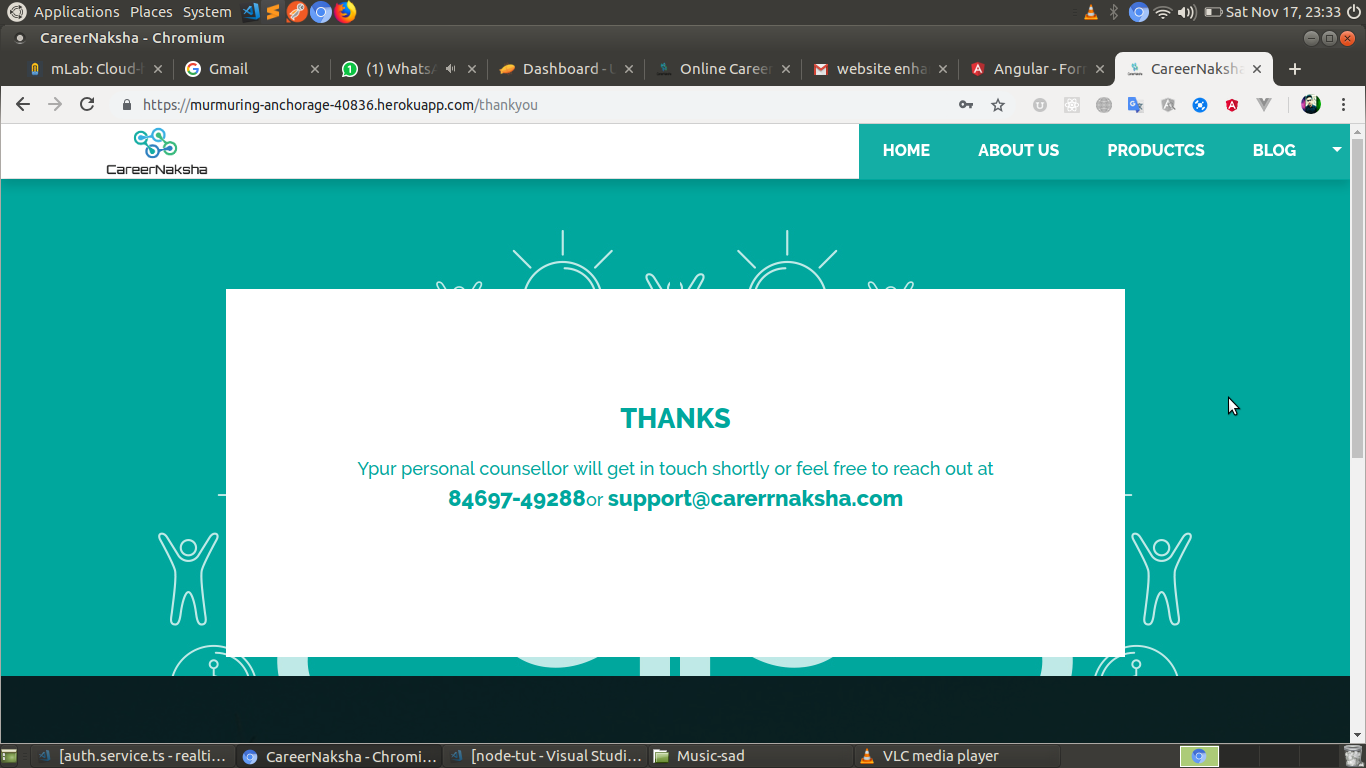 Applications Places System Sat Nov 17, 23:33
CareerNaksha - Chromium
mLab: Cloud- Gmail (1) Whats Dashboard - Online Career website enha Angular - For CareerNaksha
https://murmuring-anchorage-40836.herokuapp.com/thankyou
CareerNaksha HOME ABOUT US PRODUCTCS BLOG
THANKS
Ypur personal counsellor will get in touch shortly or feel free to reach out at
84697-49288or support@carerrnaksha.com
[auth.service.ts - realti... CareerNaksha - Chromi... [node-tut - Visual Studi... Music-sad VLC media player